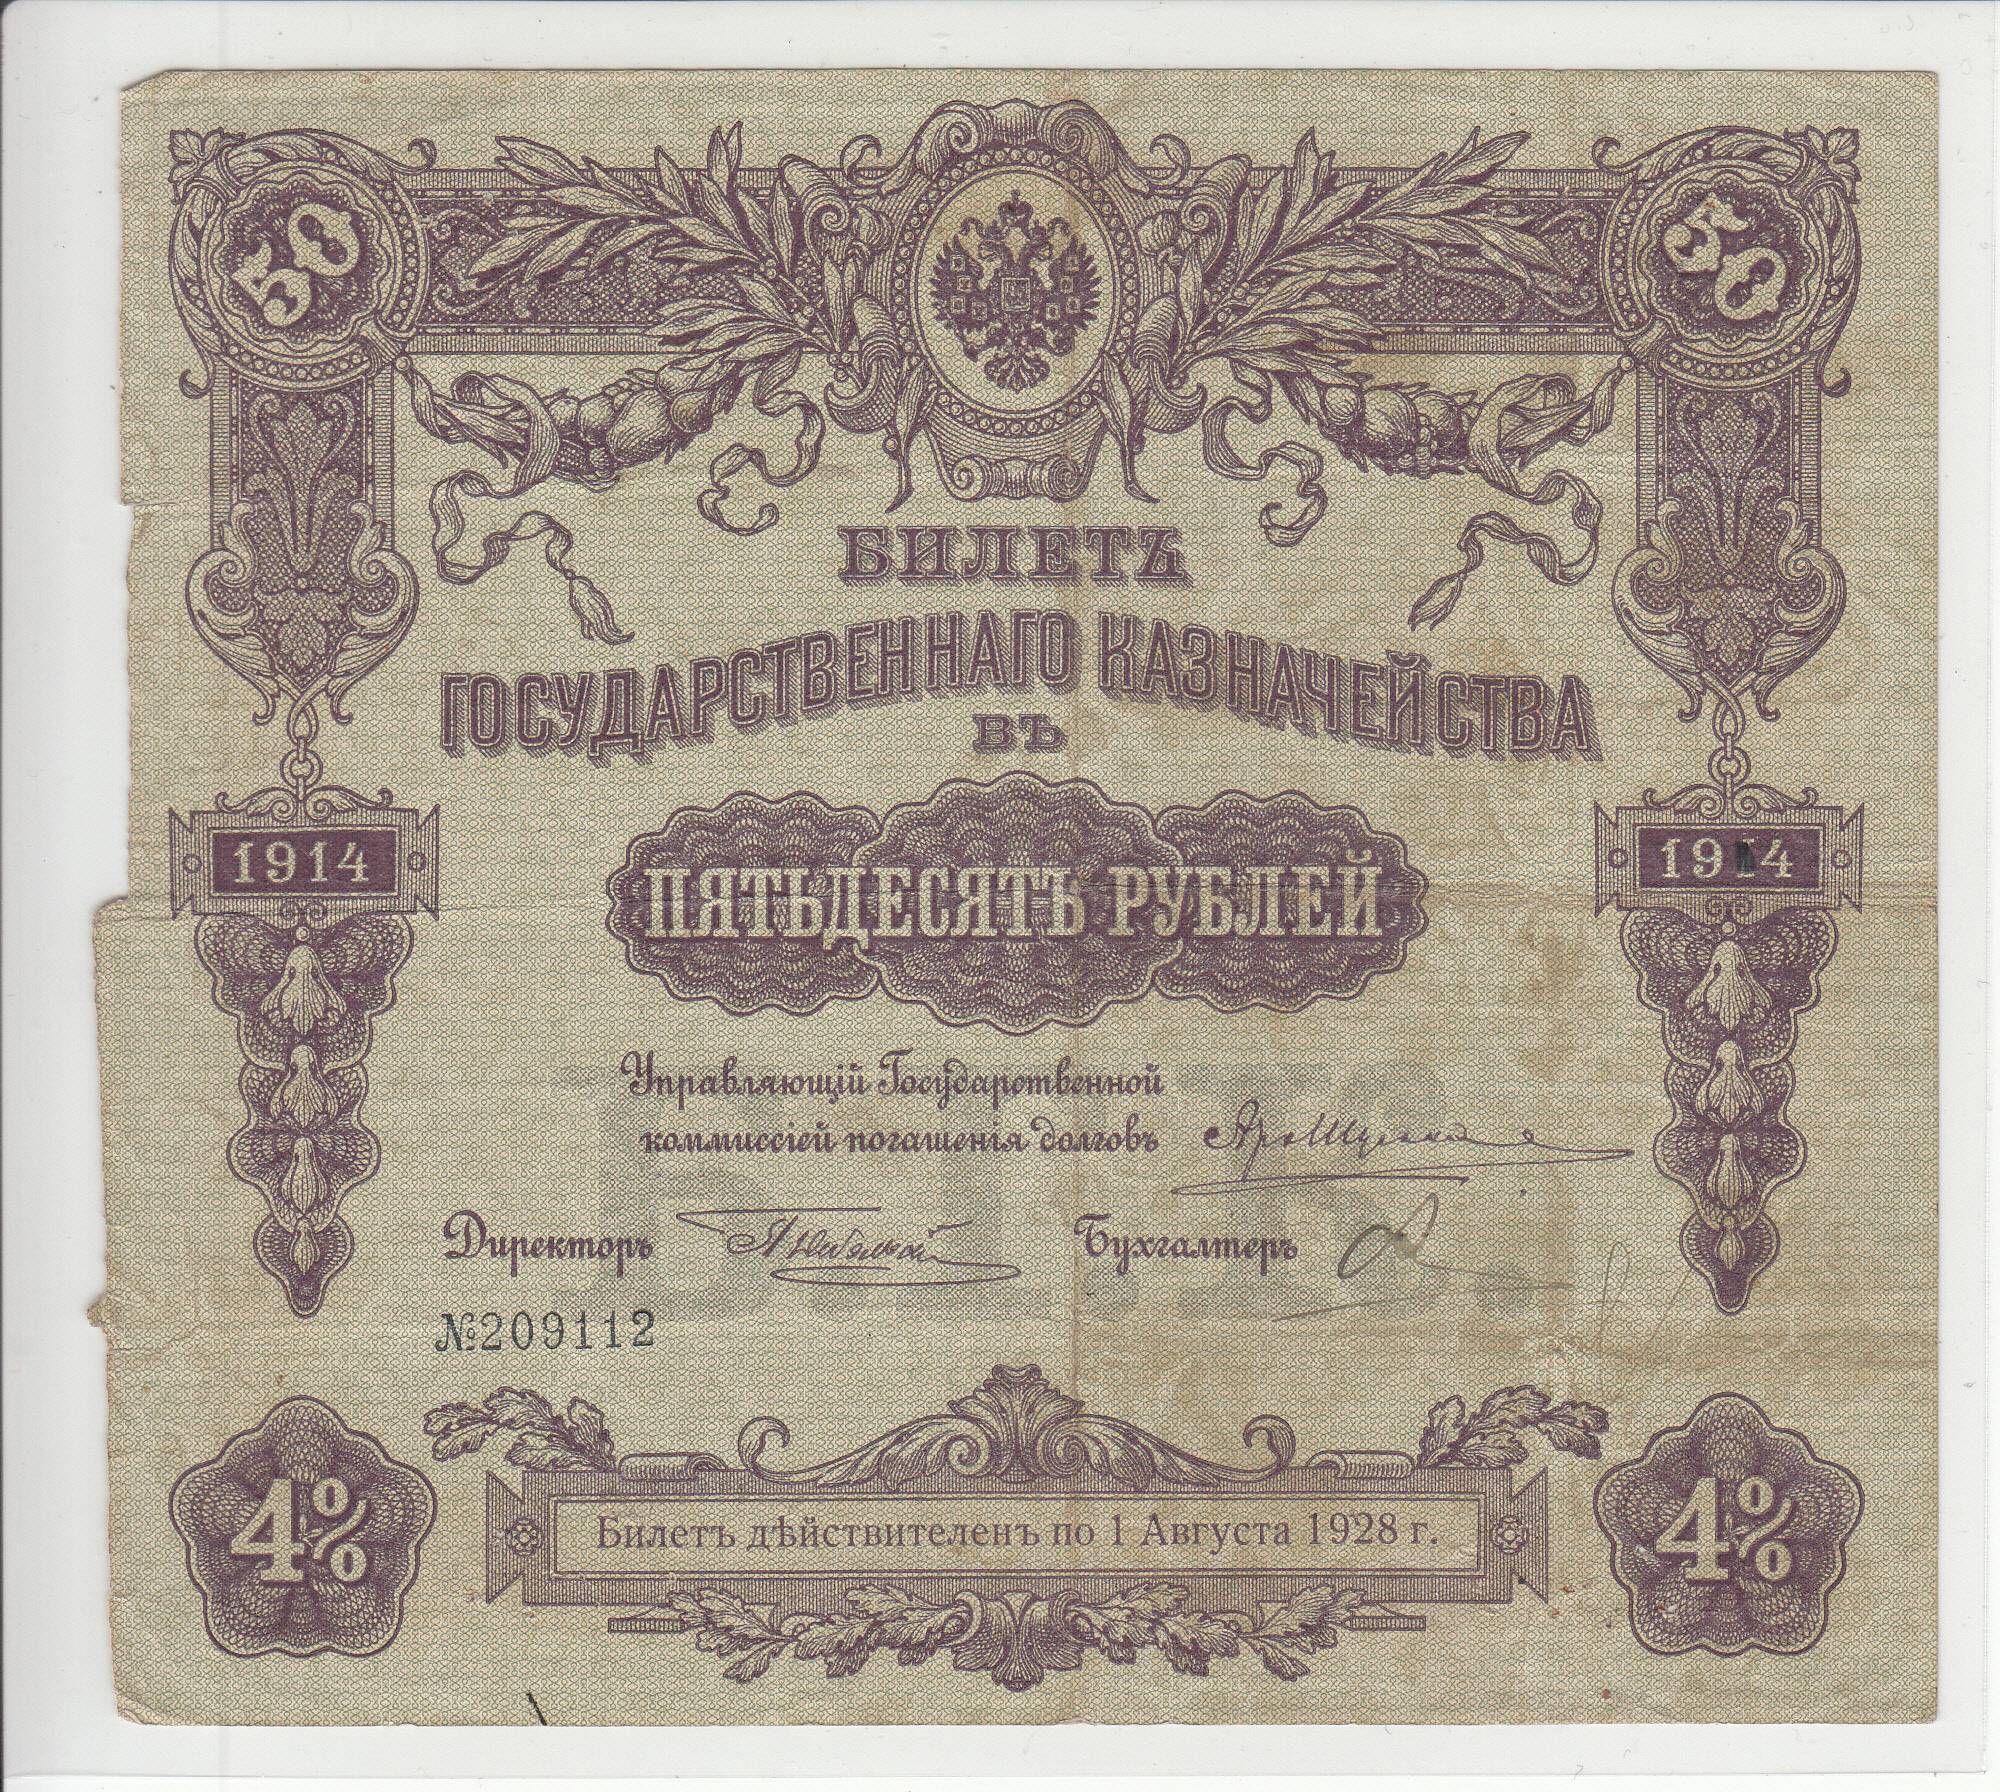 50 50
БИЛЕТЪ
ГОСУДАРСТВЕННАГО КАЗНАЧЕЙСТВА
ВЪ
1914 1914
ПЯТЬДЕСЯТЪ РУБЛЕЙ
Управляющій Государственной
коммиссіей погашенія долговъ
Директоръ Бухгалтеръ
№209112
4% 4%
Билетъ дѣйствителенъ по 1 Августа 1928 г.